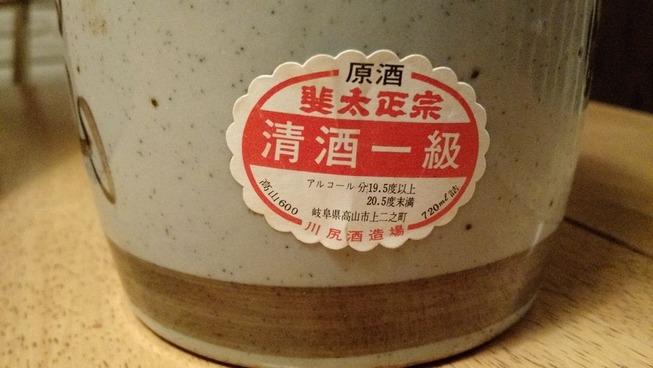 原酒
斐太正宗
清酒一級
アルコール分19.5度以上
20.5度末満
高山600
720ml詰
岐阜県高山市上二之町
川尻酒造場